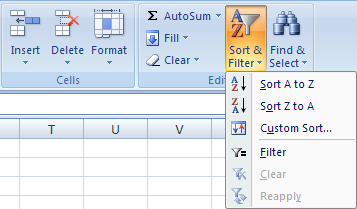 Insert Delete Format
Cells
Σ AutoSum
Fill
Clear
Edi
Sort &
Filter
Find &
Select
Sort A to Z
Sort Z to A
Custom Sort...
Filter
Clear
Reapply
T U V